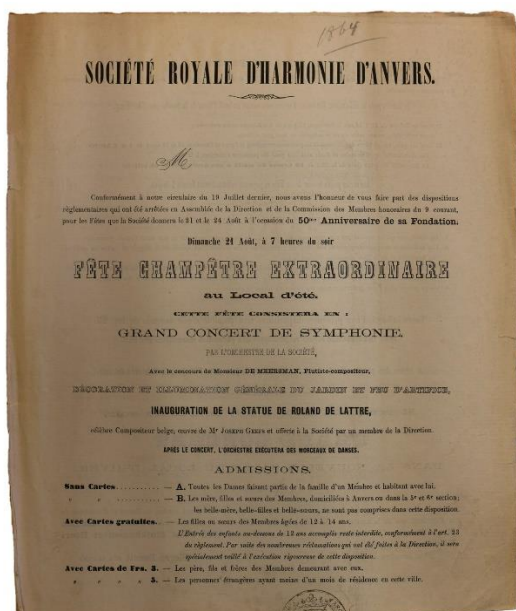 1864
SOCIÉTÉ ROYALE D'HARMONIE D'ANVERS.
M
Conformément à notre circulaire du 19 Juillet dernier, nous avons l'honneur de vous faire part des dispositions
réglementaires qui ont été arrêtées en Assemblée de la Direction et de la Commission des Membres honoraires du 9 courant,
pour les Fêtes que la Société donnera le 21 et le 24 Août à l'occasion du 50me Anniversaire de sa Fondation.
Dimanche 21 Août, à 7 heures du soir
FÊTE CHAMPÊTRE EXTRAORDINAIRE
au Local d'été.
CETTE FÊTE CONSISTERA EN :
GRAND CONCERT DE SYMPHONIE,
PAR L'ORCHESTRE DE LA SOCIÉTÉ,
Avec le concours de Monsieur DE MEERSMAN, Flûtiste-compositeur,
DÉCORATION ET ILLUMINATION GÉNÉRALE DU JARDIN ET FEU D'ARTIFICE,
INAUGURATION DE LA STATUE DE ROLAND DE LATTRE,
célèbre Compositeur belge, œuvre de Mr JOSEPH GEEFS et offerte à la Société par un membre de la Direction.
APRÈS LE CONCERT, L'ORCHESTRE EXÉCUTERA DES MORCEAUX DE DANSES.
ADMISSIONS.
Sans Cartes — A. Toutes les Dames faisant partie de la famille d'un Membre et habitant avec lui.
" " — B. Les mère, filles et sœurs des Membres, domiciliées à Anvers ou dans la 5e et 6e section;
les belle-mère, belle-filles et belle-sœurs, ne sont pas comprises dans cette disposition.
Avec Cartes gratuites. — Les filles ou sœurs des Membres âgées de 12 à 14 ans.
L'Entrée des enfants au-dessous de 12 ans accomplis reste interdite, conformément à l'art. 23
du règlement. Par suite des nombreuses réclamations qui ont été faites à la Direction, il sera
spécialement veillé à l'exécution rigoureuse de cette disposition.
Avec Cartes de Frs. 3. — Les père, fils et frères des Membres demeurant avec eux.
" " " 5. — Les personnes étrangères ayant moins d'un mois de résidence en cette ville.